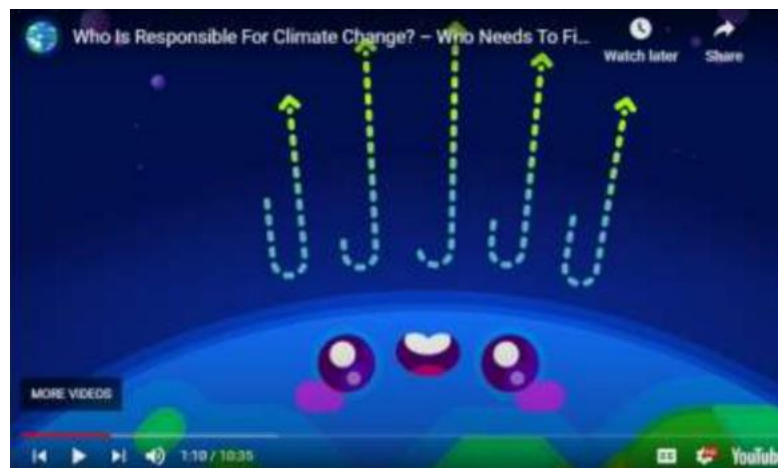 Who Is Responsible For Climate Change? – Who Needs To Fi...
Watch later
Share
MORE VIDEOS
1:10 / 10:35
CC
YouTube